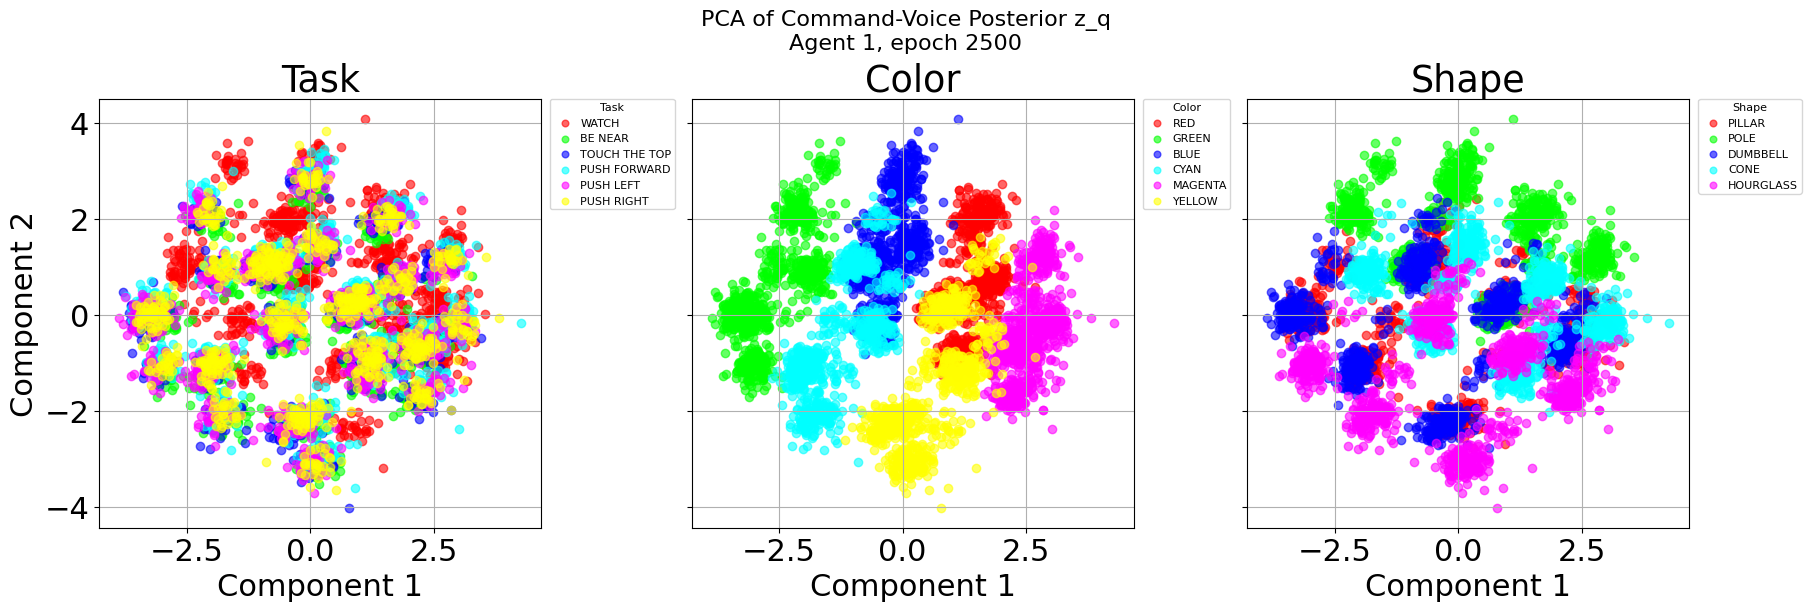 PCA of Command-Voice Posterior z_q
Agent 1, epoch 2500
Task
Color
Shape
Component 2
4
2
0
−2
−4
−2.5
0.0
2.5
Component 1
Task
WATCH
BE NEAR
TOUCH THE TOP
PUSH FORWARD
PUSH LEFT
PUSH RIGHT
−2.5
0.0
2.5
Component 1
Color
RED
GREEN
BLUE
CYAN
MAGENTA
YELLOW
−2.5
0.0
2.5
Component 1
Shape
PILLAR
POLE
DUMBBELL
CONE
HOURGLASS